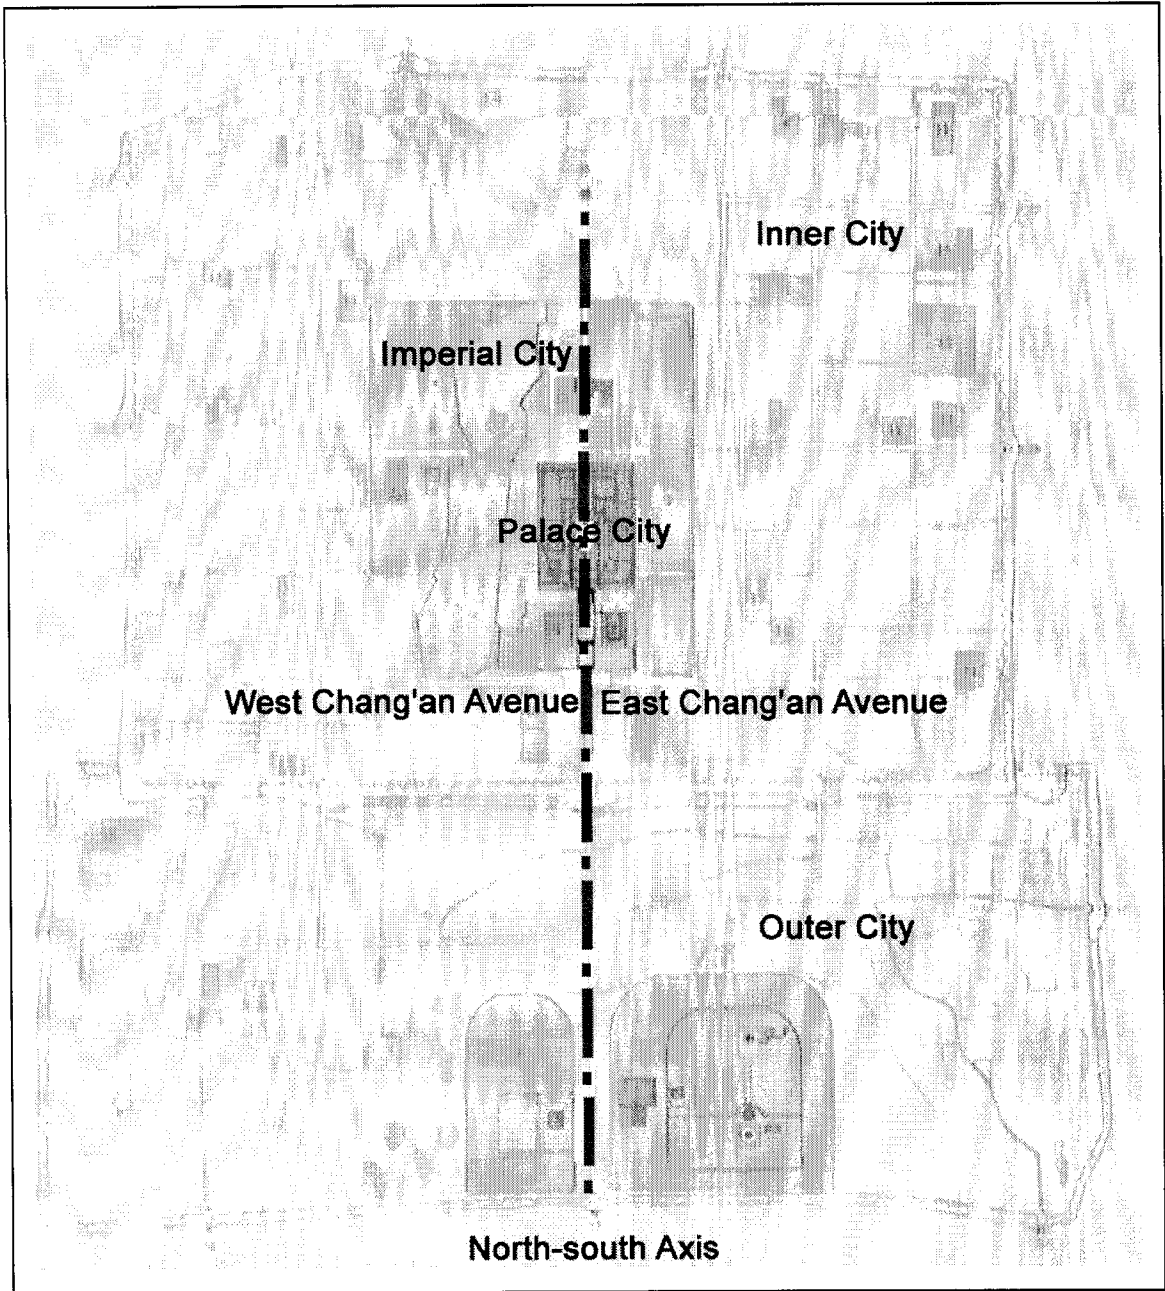 Inner City
Imperial City
Palace City
West Chang'an Avenue East Chang'an Avenue
Outer City
North-south Axis